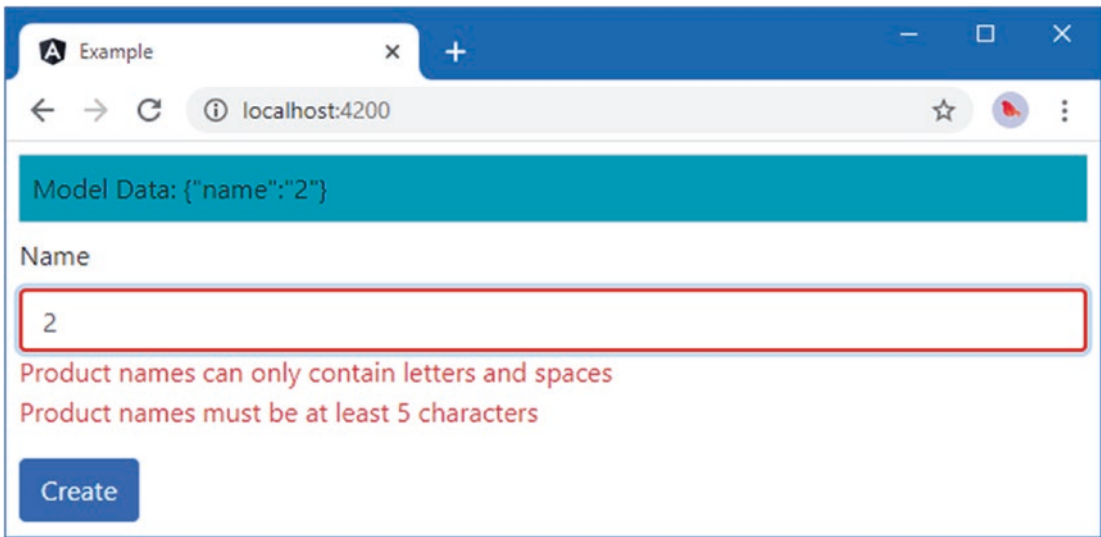 Example
localhost:4200
Model Data: {"name":"2"}
Name
2
Product names can only contain letters and spaces
Product names must be at least 5 characters
Create